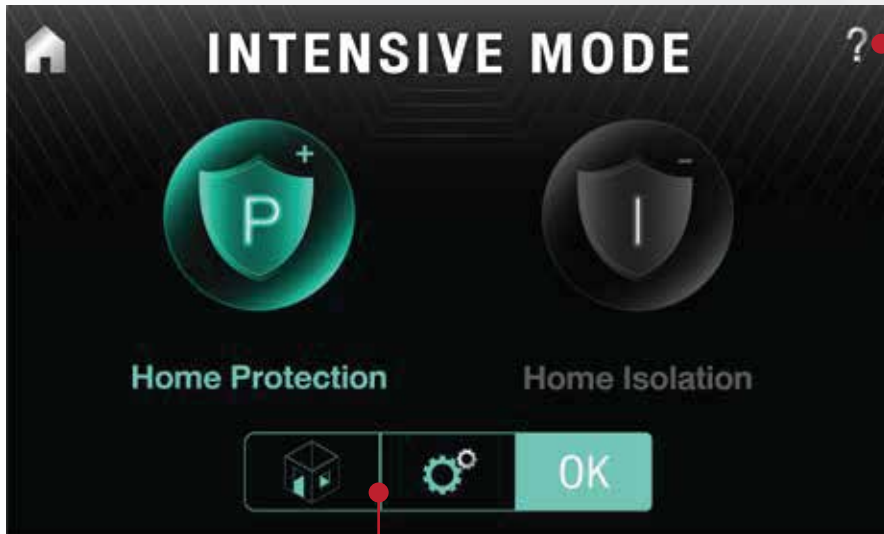 INTENSIVE MODE
?
P
+
I
-
Home Protection
Home Isolation
OK